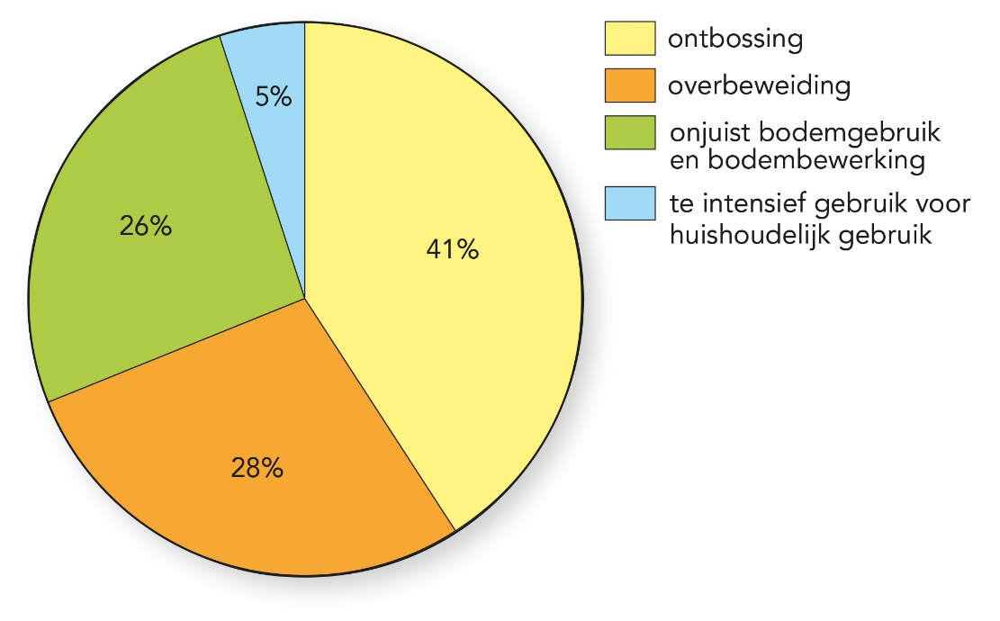 5%
26%
41%
28%
ontbossing
overbeweiding
onjuist bodemgebruik
en bodembewerking
te intensief gebruik voor
huishoudelijk gebruik